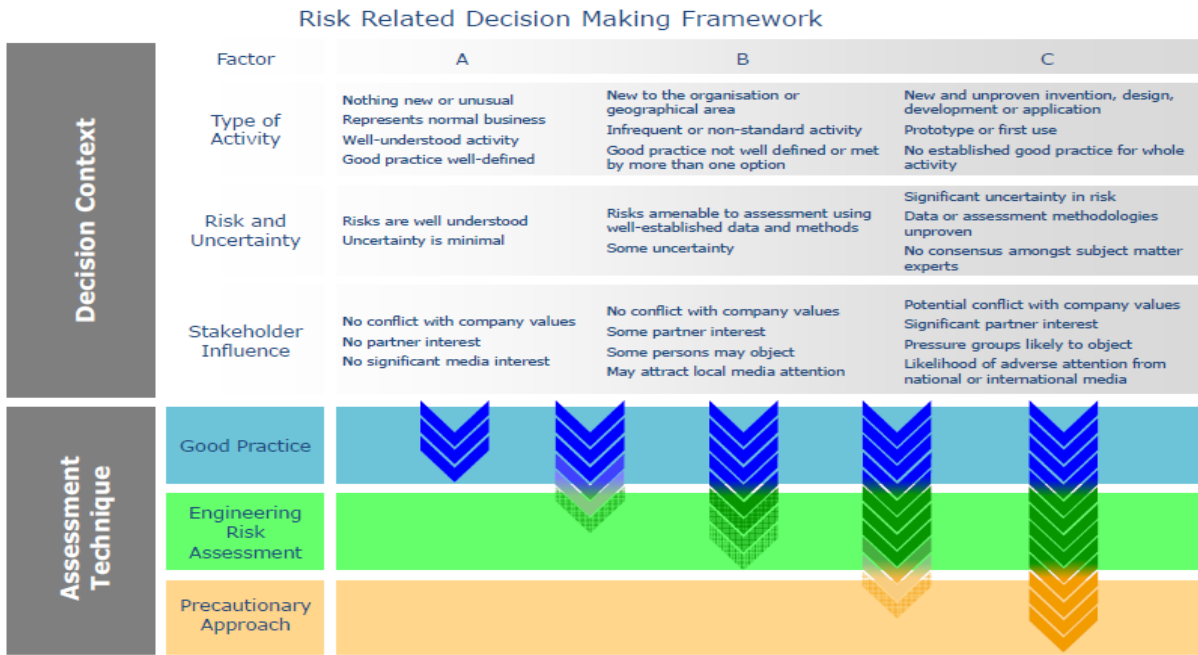 Risk Related Decision Making Framework
Decision Context
Factor
A
B
C
Type of
Activity
Nothing new or unusual
Represents normal business
Well-understood activity
Good practice well-defined
New to the organisation or
geographical area
Infrequent or non-standard activity
Good practice not well defined or met
by more than one option
New and unproven invention, design,
development or application
Prototype or first use
No established good practice for whole
activity
Risk and
Uncertainty
Risks are well understood
Uncertainty is minimal
Risks amenable to assessment using
well-established data and methods
Some uncertainty
Significant uncertainty in risk
Data or assessment methodologies
unproven
No consensus amongst subject matter
experts
Stakeholder
Influence
No conflict with company values
No partner interest
No significant media interest
No conflict with company values
Some partner interest
Some persons may object
May attract local media attention
Potential conflict with company values
Significant partner interest
Pressure groups likely to object
Likelihood of adverse attention from
national or international media
Assessment
Technique
Good Practice
Engineering
Risk
Assessment
Precautionary
Approach